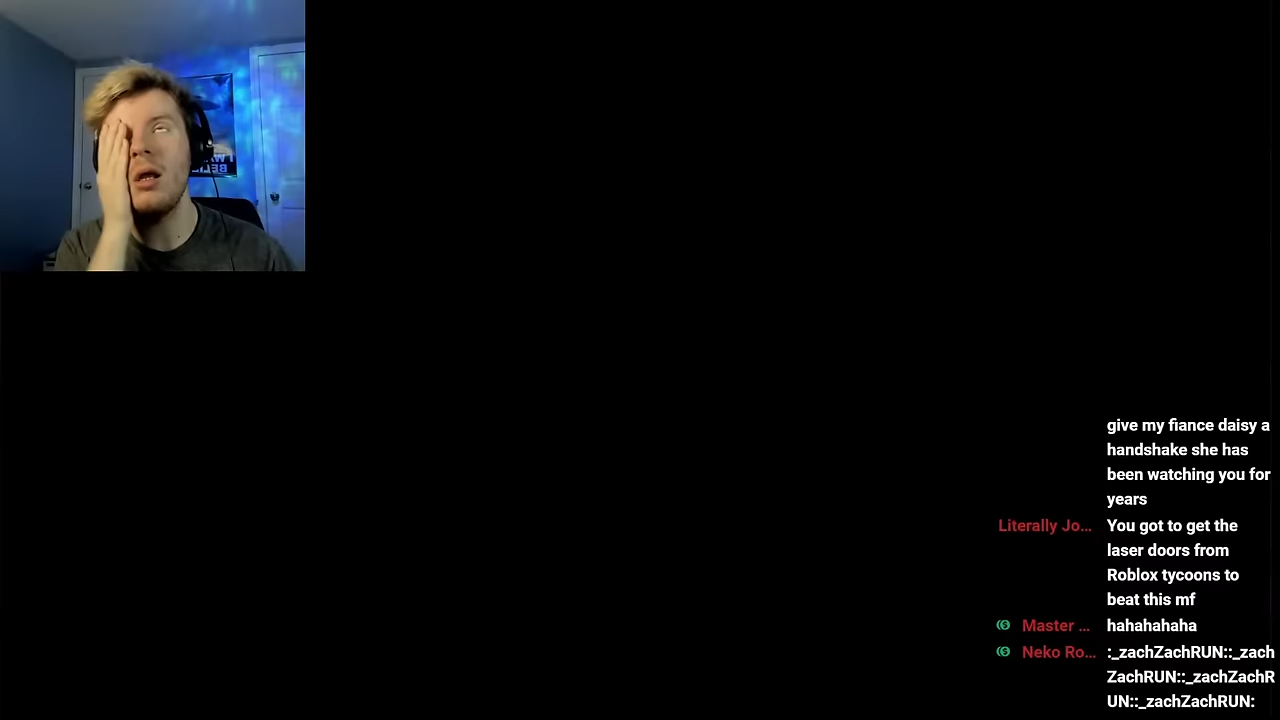 give my fiance daisy a
handshake she has
been watching you for
years
Literally Jo... You got to get the
laser doors from
Roblox tycoons to
beat this mf
Master ... hahahahaha
Neko Ro... :_zachZachRUN::_zach
ZachRUN::_zachZachR
UN::_zachZachRUN: